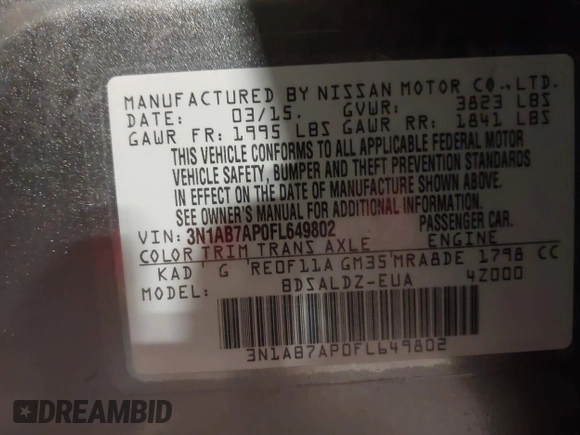 MANUFACTURED BY NISSAN MOTOR CO.,LTD.
DATE: 03/15. GVWR: 3823 LBS
GAWR FR: 1995 LBS GAWR RR: 1841 LBS
THIS VEHICLE CONFORMS TO ALL APPLICABLE FEDERAL MOTOR
VEHICLE SAFETY, BUMPER AND THEFT PREVENTION STANDARDS
IN EFFECT ON THE DATE OF MANUFACTURE SHOWN ABOVE.
SEE OWNER'S MANUAL FOR ADDITIONAL INFORMATION.
VIN: 3N1AB7AP0FL649802 PASSENGER CAR.
COLOR TRIM TRANS AXLE ENGINE
KAD G RE0F11A GM35 MRA8DE 1798 CC
MODEL: BDSALDZ-EUA 4Z000
3N1AB7AP0FL649802
DREAMBID